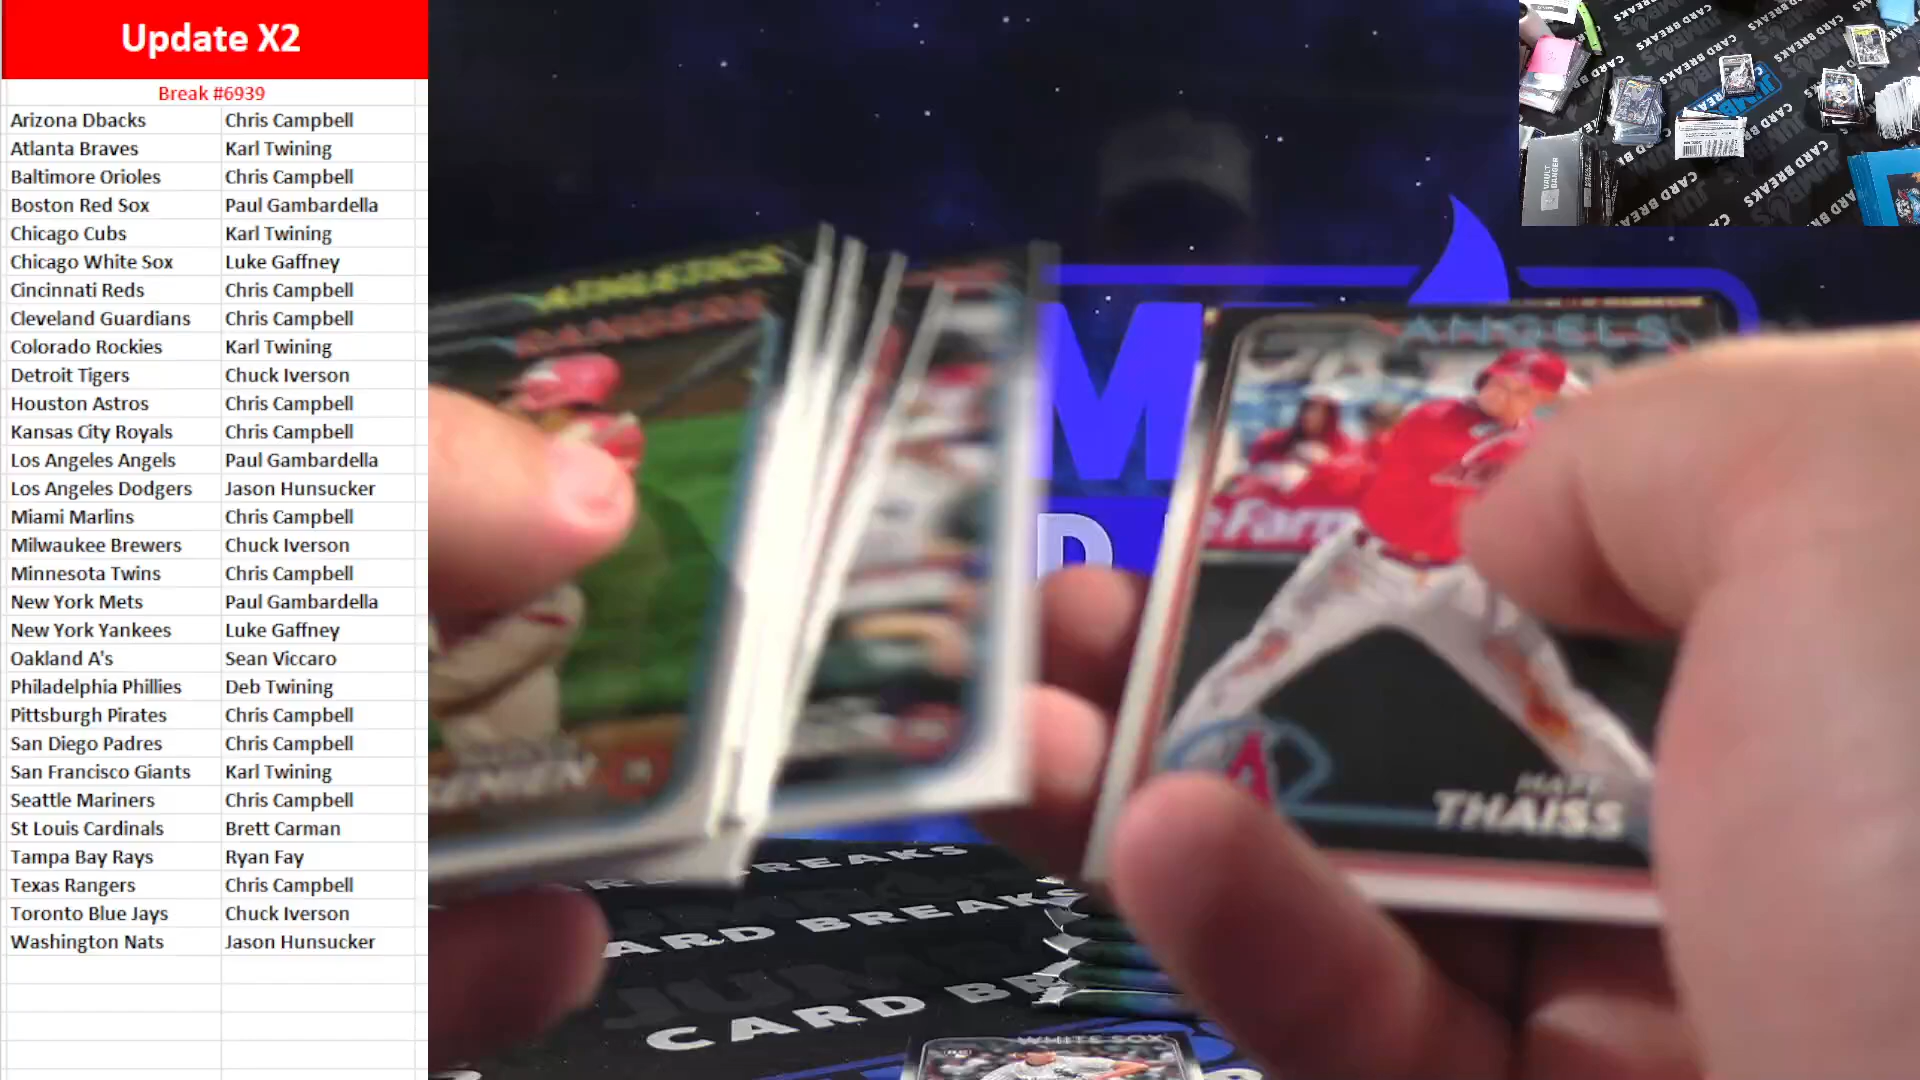 Update X2
Break #6939
Arizona Dbacks Chris Campbell
Atlanta Braves Karl Twining
Baltimore Orioles Chris Campbell
Boston Red Sox Paul Gambardella
Chicago Cubs Karl Twining
Chicago White Sox Luke Gaffney
Cincinnati Reds Chris Campbell
Cleveland Guardians Chris Campbell
Colorado Rockies Karl Twining
Detroit Tigers Chuck Iverson
Houston Astros Chris Campbell
Kansas City Royals Chris Campbell
Los Angeles Angels Paul Gambardella
Los Angeles Dodgers Jason Hunsucker
Miami Marlins Chris Campbell
Milwaukee Brewers Chuck Iverson
Minnesota Twins Chris Campbell
New York Mets Paul Gambardella
New York Yankees Luke Gaffney
Oakland A's Sean Viccaro
Philadelphia Phillies Deb Twining
Pittsburgh Pirates Chris Campbell
San Diego Padres Chris Campbell
San Francisco Giants Karl Twining
Seattle Mariners Chris Campbell
St Louis Cardinals Brett Carman
Tampa Bay Rays Ryan Fay
Texas Rangers Chris Campbell
Toronto Blue Jays Chuck Iverson
Washington Nats Jason Hunsucker
ATHLETICS
RANGERS
ANGELS
MATT
THAISS
CARD BREAKS
WHITE SOX